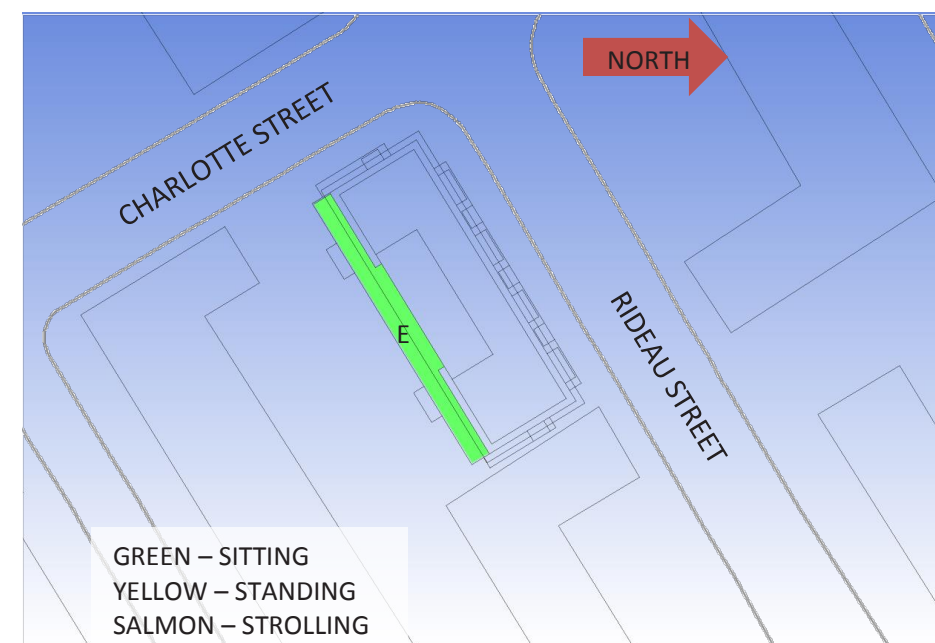 NORTH
CHARLOTTE STREET
RIDEAU STREET
E
GREEN – SITTING
YELLOW – STANDING
SALMON – STROLLING